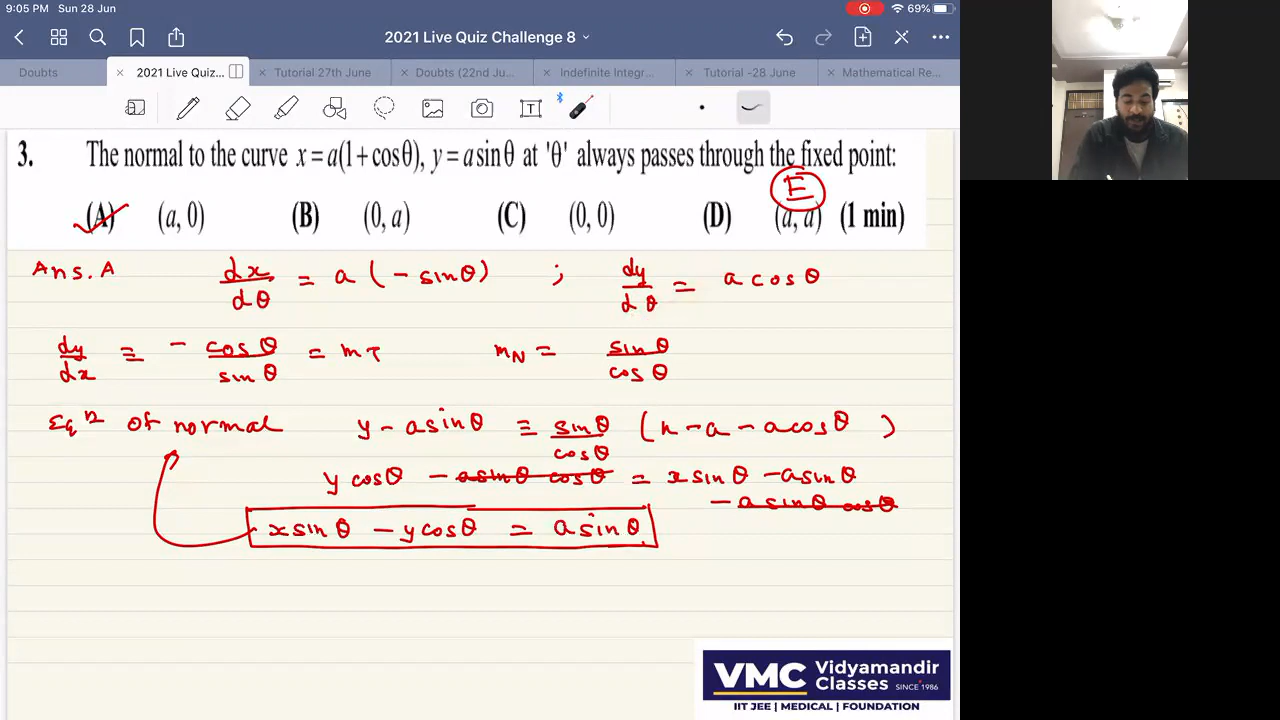 9:05 PM Sun 28 Jun
69%
2021 Live Quiz Challenge 8
Doubts
2021 Live Quiz...
Tutorial 27th June
Doubts (22nd Ju...
Indefinite Integr...
Tutorial -28 June
Mathematical Re...
3. The normal to the curve x = a(1 + cosθ), y = a sinθ at 'θ' always passes through the fixed point:
E
(A) (a, 0) (B) (0, a) (C) (0, 0) (D) (a, a) (1 min)
Ans. A dx/dθ = a (- sinθ) ; dy/dθ = a cosθ
dy/dx = - cosθ/sinθ = mT mN = sinθ/cosθ
Eqn of normal y - asinθ = sinθ/cosθ (x - a - acosθ)
y cosθ - asinθ cosθ = x sinθ - asinθ
- a sinθ cosθ
x sinθ - y cosθ = a sinθ
VMC Vidyamandir
Classes
SINCE 1986
IIT JEE | MEDICAL | FOUNDATION